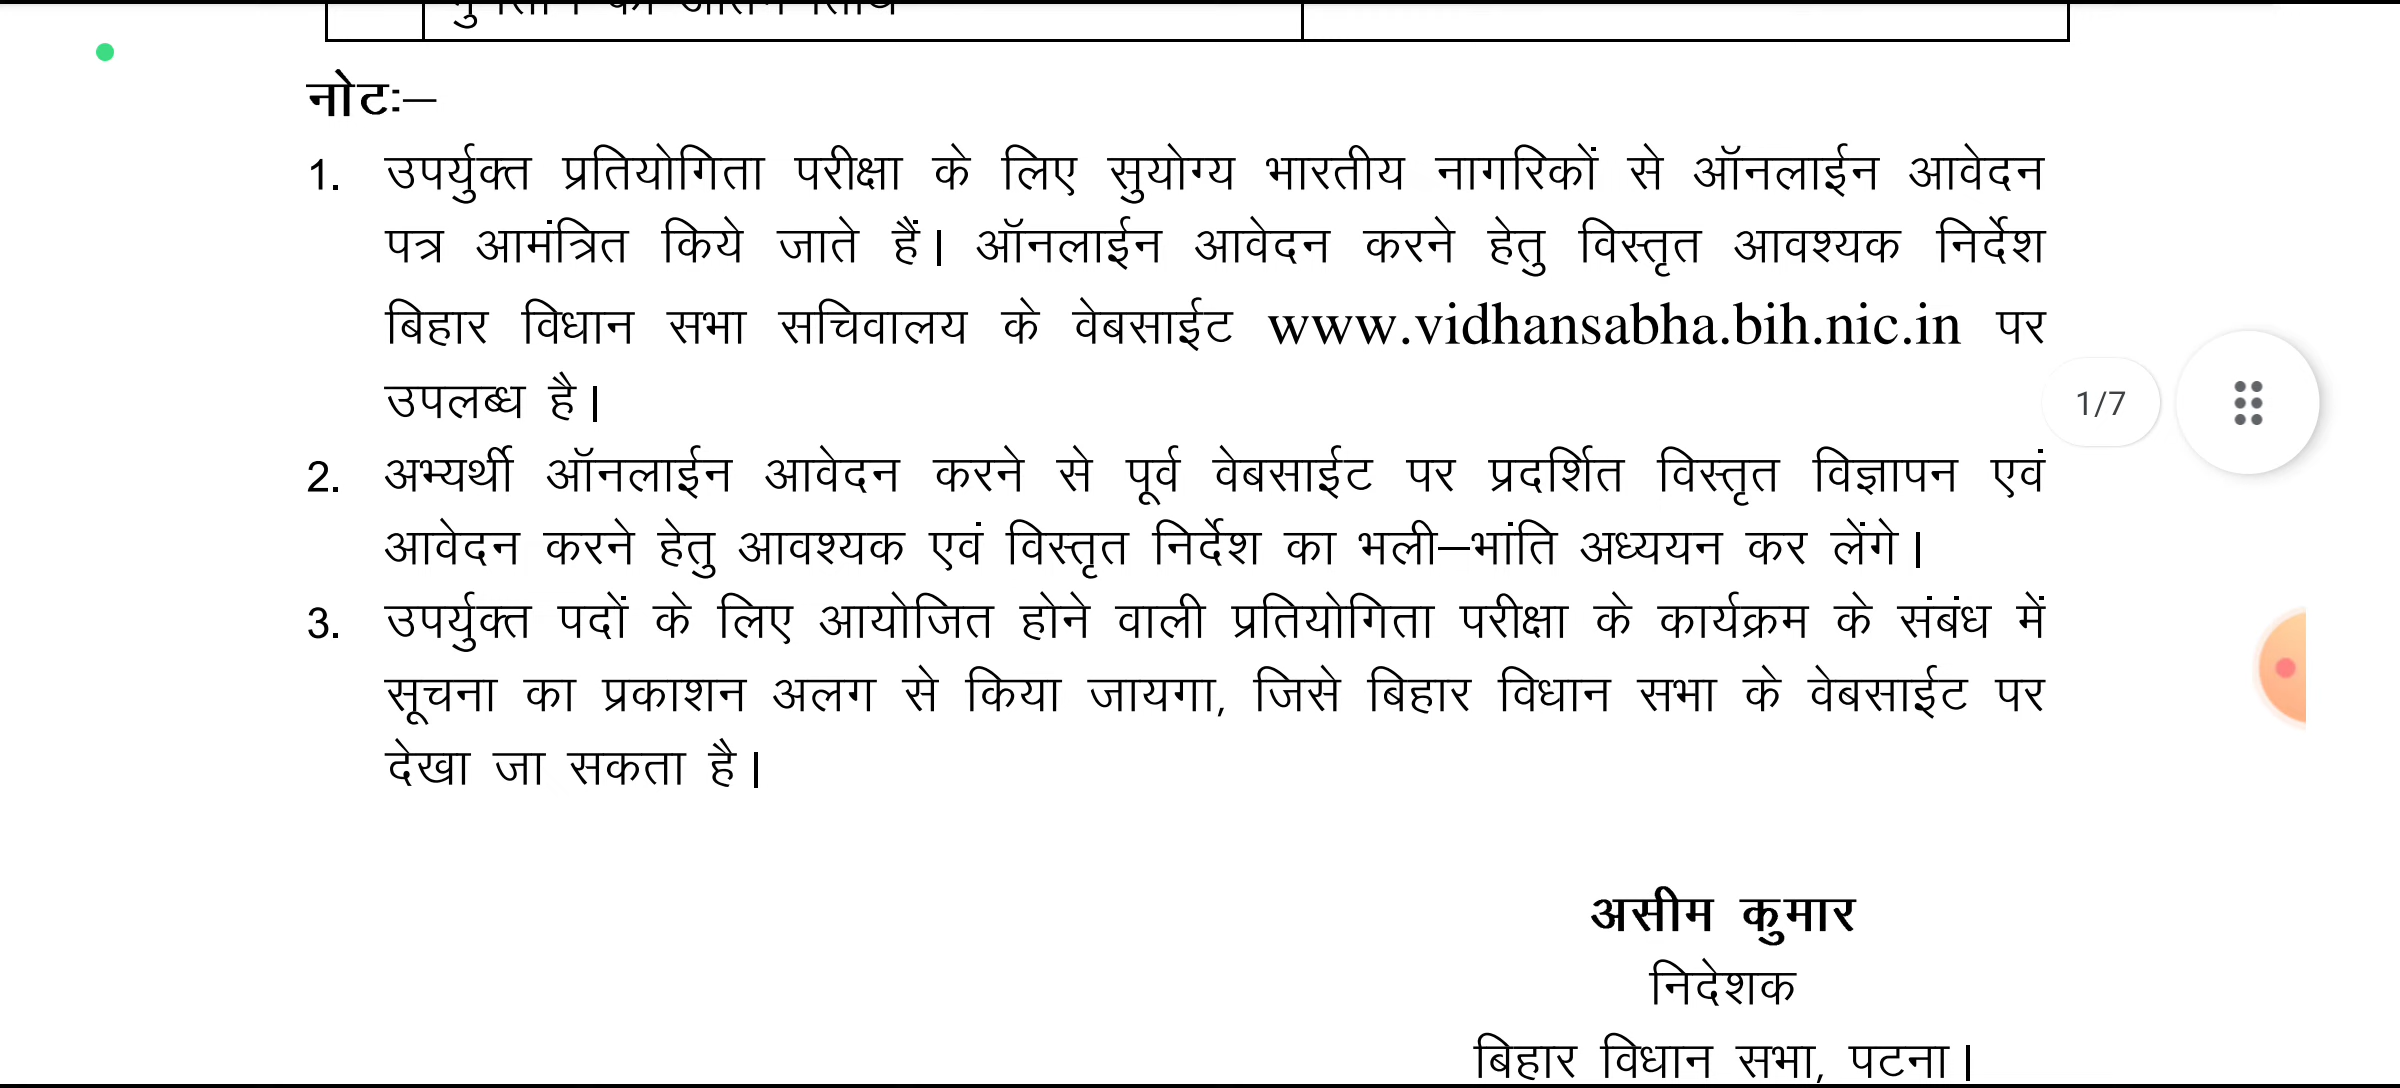 नोटः–
1. उपर्युक्त प्रतियोगिता परीक्षा के लिए सुयोग्य भारतीय नागरिकों से ऑनलाईन आवेदन
पत्र आमंत्रित किये जाते हैं। ऑनलाईन आवेदन करने हेतु विस्तृत आवश्यक निर्देश
बिहार विधान सभा सचिवालय के वेबसाईट www.vidhansabha.bih.nic.in पर
उपलब्ध है।
1/7
2. अभ्यर्थी ऑनलाईन आवेदन करने से पूर्व वेबसाईट पर प्रदर्शित विस्तृत विज्ञापन एवं
आवेदन करने हेतु आवश्यक एवं विस्तृत निर्देश का भली–भांति अध्ययन कर लेंगे।
3. उपर्युक्त पदों के लिए आयोजित होने वाली प्रतियोगिता परीक्षा के कार्यक्रम के संबंध में
सूचना का प्रकाशन अलग से किया जायगा, जिसे बिहार विधान सभा के वेबसाईट पर
देखा जा सकता है।
असीम कुमार
निदेशक
बिहार विधान सभा, पटना।